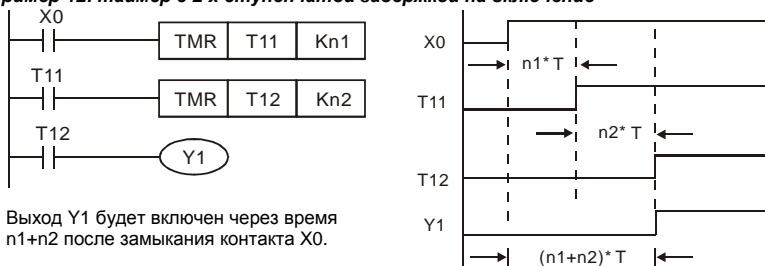 Пример 12: Таймер с 2-х ступенчатой задержкой на включение
X0
TMR T11 Kn1
T11
TMR T12 Kn2
T12
Y1
Выход Y1 будет включен через время
n1+n2 после замыкания контакта X0.
X0
n1* T
T11
n2* T
T12
Y1
(n1+n2)* T